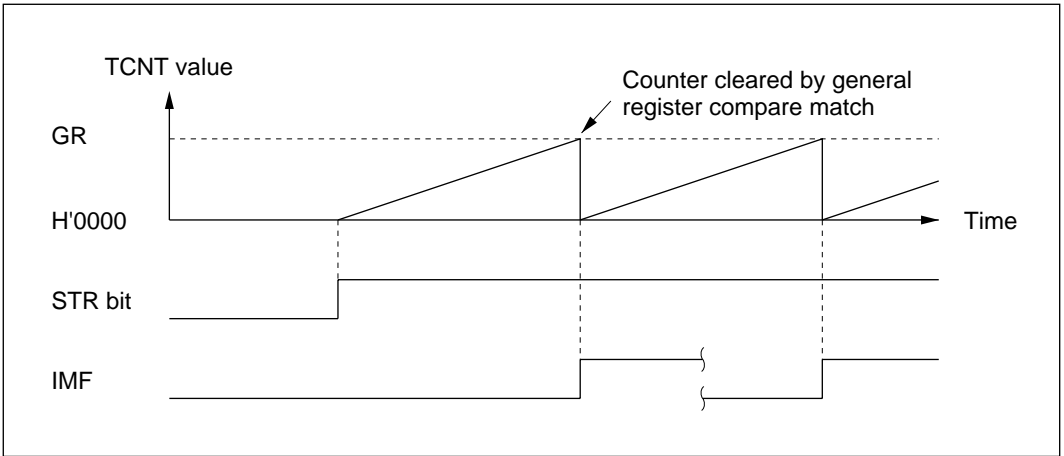 TCNT value
Counter cleared by general
register compare match
GR
H'0000
Time
STR bit
IMF